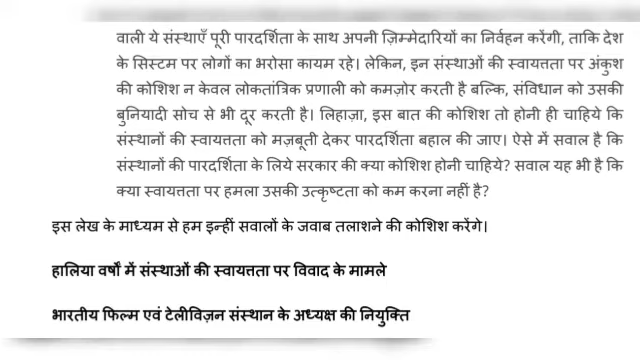 वाली ये संस्थाएँ पूरी पारदर्शिता के साथ अपनी ज़िम्मेदारियों का निर्वहन करेंगी, ताकि देश
के सिस्टम पर लोगों का भरोसा कायम रहे। लेकिन, इन संस्थाओं की स्वायत्तता पर अंकुश
की कोशिश न केवल लोकतांत्रिक प्रणाली को कमज़ोर करती है बल्कि, संविधान को उसकी
बुनियादी सोच से भी दूर करती है। लिहाज़ा, इस बात की कोशिश तो होनी ही चाहिये कि
संस्थानों की स्वायत्तता को मज़बूती देकर पारदर्शिता बहाल की जाए। ऐसे में सवाल है कि
संस्थानों की पारदर्शिता के लिये सरकार की क्या कोशिश होनी चाहिये? सवाल यह भी है कि
क्या स्वायत्तता पर हमला उसकी उत्कृष्टता को कम करना नहीं है?
इस लेख के माध्यम से हम इन्हीं सवालों के जवाब तलाशने की कोशिश करेंगे।
हालिया वर्षों में संस्थाओं की स्वायत्तता पर विवाद के मामले
भारतीय फिल्म एवं टेलीविज़न संस्थान के अध्यक्ष की नियुक्ति